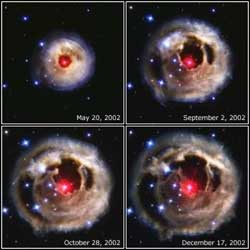 May 20, 2002
September 2, 2002
October 28, 2002
December 17, 2002